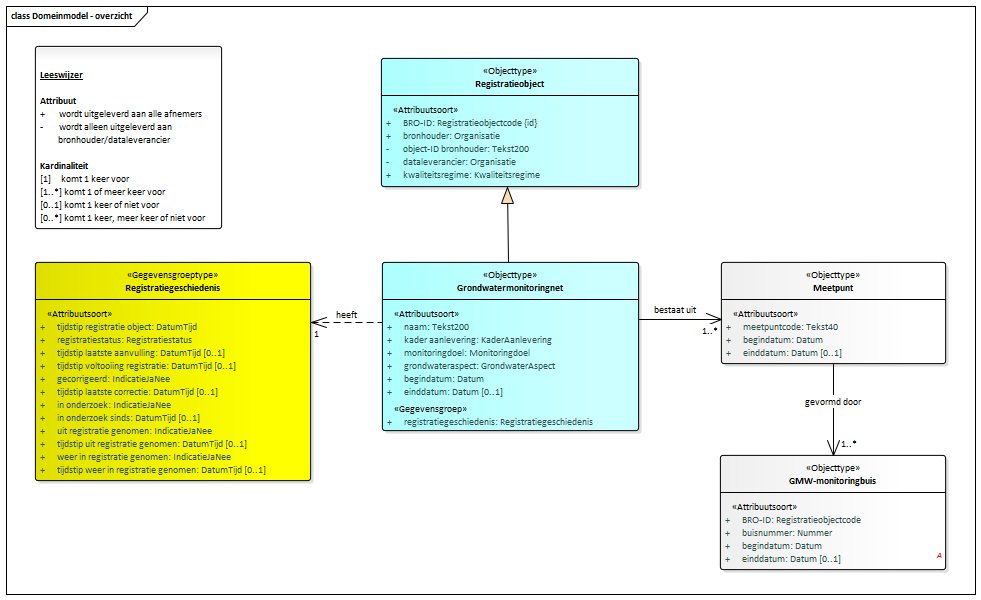 class Domeinmodel - overzicht
Leeswijzer
Attribuut
+ wordt uitgeleverd aan alle afnemers
- wordt alleen uitgeleverd aan
bronhouder/dataleverancier
Kardinaliteit
[1] komt 1 keer voor
[1..*] komt 1 of meer keer voor
[0..1] komt 1 keer of niet voor
[0..*] komt 1 keer, meer keer of niet voor
«Objecttype»
Registratieobject
«Attribuutsoort»
+ BRO-ID: Registratieobjectcode {id}
+ bronhouder: Organisatie
- object-ID bronhouder: Tekst200
- dataleverancier: Organisatie
+ kwaliteitsregime: Kwaliteitsregime
«Gegevensgroeptype»
Registratiegeschiedenis
«Attribuutsoort»
+ tijdstip registratie object: DatumTijd
+ registratiestatus: Registratiestatus
+ tijdstip laatste aanvulling: DatumTijd [0..1]
+ tijdstip voltooiing registratie: DatumTijd [0..1]
+ gecorrigeerd: IndicatieJaNee
+ tijdstip laatste correctie: DatumTijd [0..1]
+ in onderzoek: IndicatieJaNee
+ in onderzoek sinds: DatumTijd [0..1]
+ uit registratie genomen: IndicatieJaNee
+ tijdstip uit registratie genomen: DatumTijd [0..1]
+ weer in registratie genomen: IndicatieJaNee
+ tijdstip weer in registratie genomen: DatumTijd [0..1]
heeft
1
«Objecttype»
Grondwatermonitoringnet
«Attribuutsoort»
+ naam: Tekst200
+ kader aanlevering: KaderAanlevering
+ monitoringdoel: Monitoringdoel
+ grondwateraspect: GrondwaterAspect
+ begindatum: Datum
+ einddatum: Datum [0..1]
«Gegevensgroep»
+ registratiegeschiedenis: Registratiegeschiedenis
bestaat uit
1..*
«Objecttype»
Meetpunt
«Attribuutsoort»
+ meetpuntcode: Tekst40
+ begindatum: Datum
+ einddatum: Datum [0..1]
gevormd door
1..*
«Objecttype»
GMW-monitoringbuis
«Attribuutsoort»
+ BRO-ID: Registratieobjectcode
+ buisnummer: Nummer
+ begindatum: Datum
+ einddatum: Datum [0..1]
A